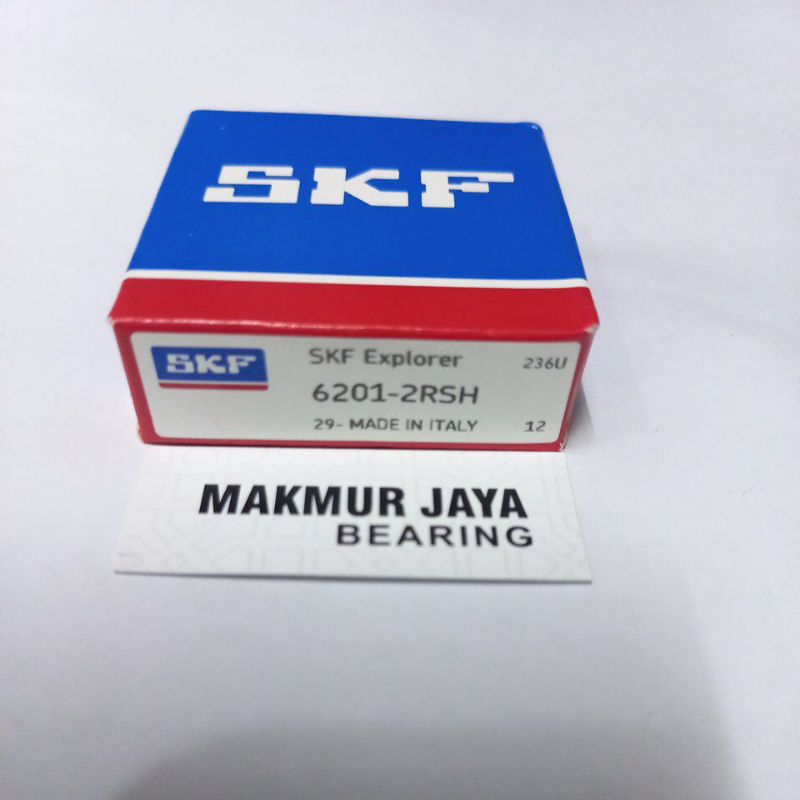 SKF
SKF
SKF Explorer
236U
6201-2RSH
29- MADE IN ITALY
12
MAKMUR JAYA
BEARING